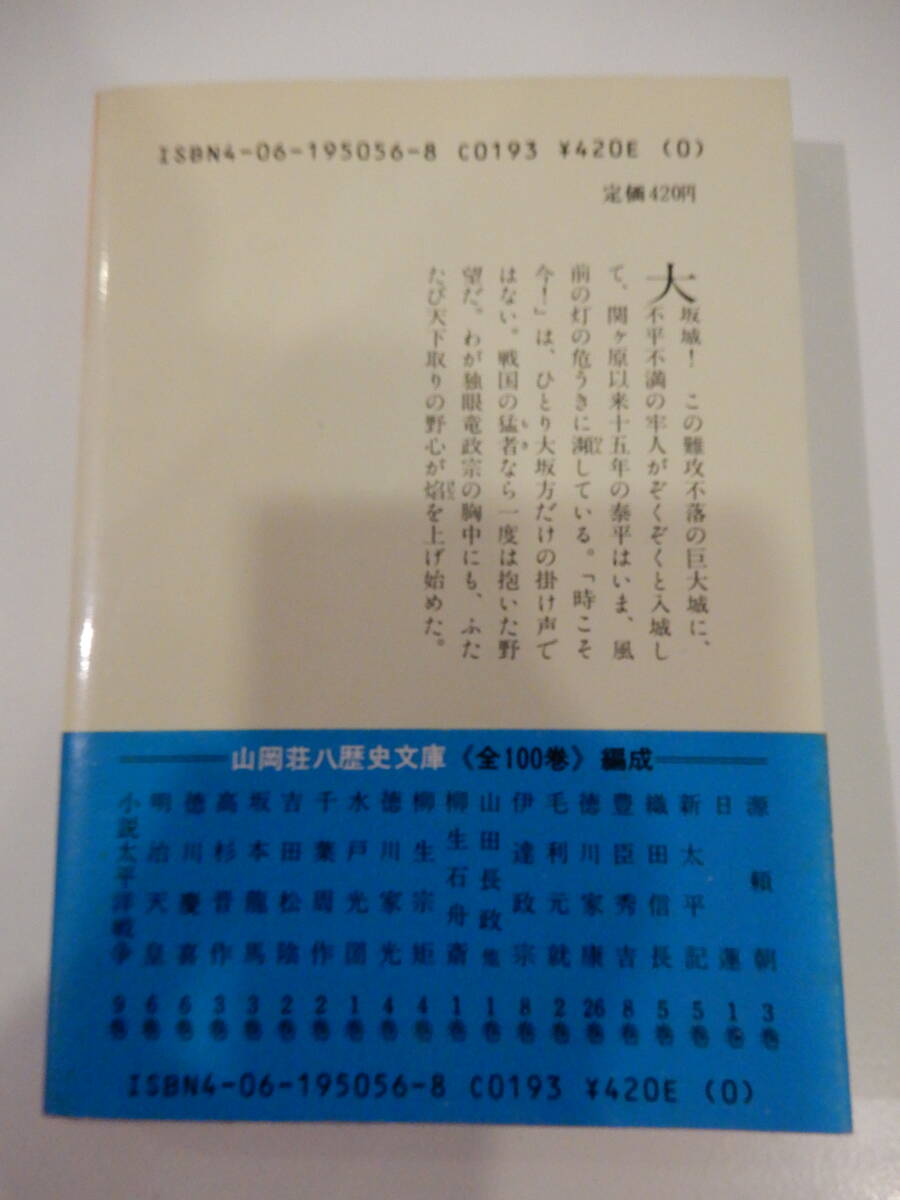 ISBN4-06-195056-8 C0193 ¥420E (0)
定価420円
大坂城！ この難攻不落の巨大城に、
不平不満の牢人がぞくぞくと入城し
て、関ヶ原以来十五年の泰平はいま、風
前の灯の危うきに瀕している。「時こそ
今！」は、ひとり大坂方だけの掛け声で
はない。戦国の猛者なら一度は抱いた野
望だ。わが独眼竜政宗の胸中にも、ふた
たび天下取りの野心が焰を上げ始めた。
山岡荘八歴史文庫《全100巻》編成
源頼朝 3巻
日蓮 1巻
新太平記 5巻
織田信長 5巻
豊臣秀吉 8巻
徳川家康 26巻
毛利元就 2巻
伊達政宗 8巻
山田長政他 1巻
柳生石舟斎 1巻
柳生宗矩 4巻
徳川家光 4巻
水戸光圀 1巻
千葉周作 2巻
吉田松陰 2巻
坂本龍馬 3巻
高杉晋作 3巻
徳川慶喜 6巻
明治天皇 6巻
小説太平洋戦争 9巻
ISBN4-06-195056-8 C0193 ¥420E (0)